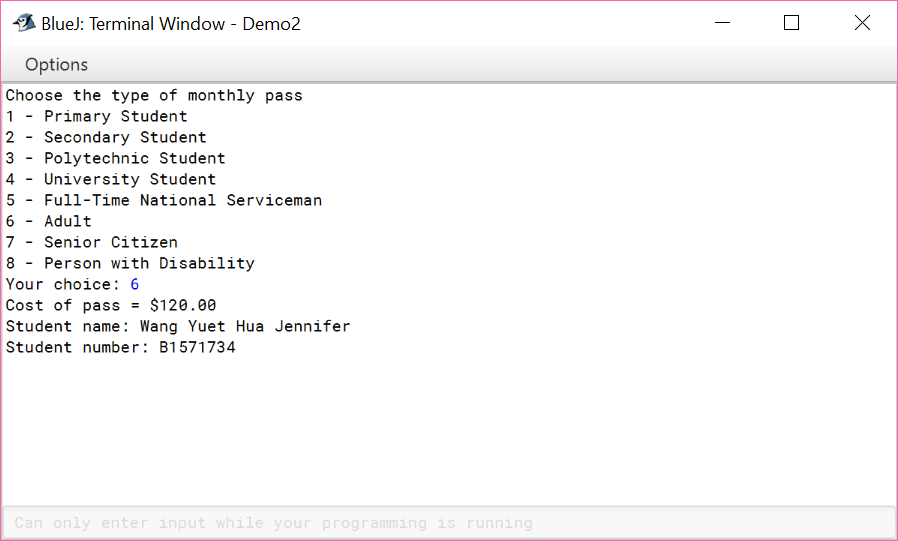 BlueJ: Terminal Window - Demo2
Options
Choose the type of monthly pass
1 - Primary Student
2 - Secondary Student
3 - Polytechnic Student
4 - University Student
5 - Full-Time National Serviceman
6 - Adult
7 - Senior Citizen
8 - Person with Disability
Your choice: 6
Cost of pass = $120.00
Student name: Wang Yuet Hua Jennifer
Student number: B1571734
Can only enter input while your programming is running